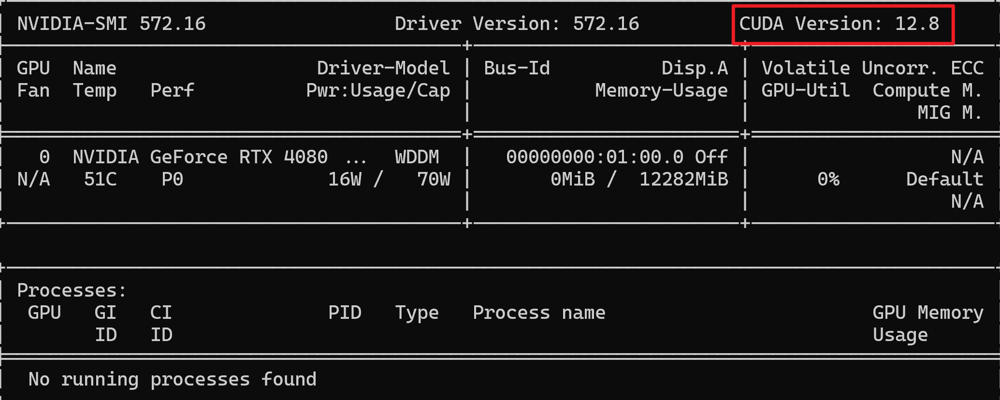 NVIDIA-SMI 572.16 Driver Version: 572.16 CUDA Version: 12.8
GPU Name Driver-Model | Bus-Id Disp.A | Volatile Uncorr. ECC
Fan Temp Perf Pwr:Usage/Cap | Memory-Usage | GPU-Util Compute M.
| | MIG M.
0 NVIDIA GeForce RTX 4080 ... WDDM | 00000000:01:00.0 Off | N/A
N/A 51C P0 16W / 70W | 0MiB / 12282MiB | 0% Default
| | N/A
Processes:
GPU GI CI PID Type Process name GPU Memory
ID ID Usage
No running processes found